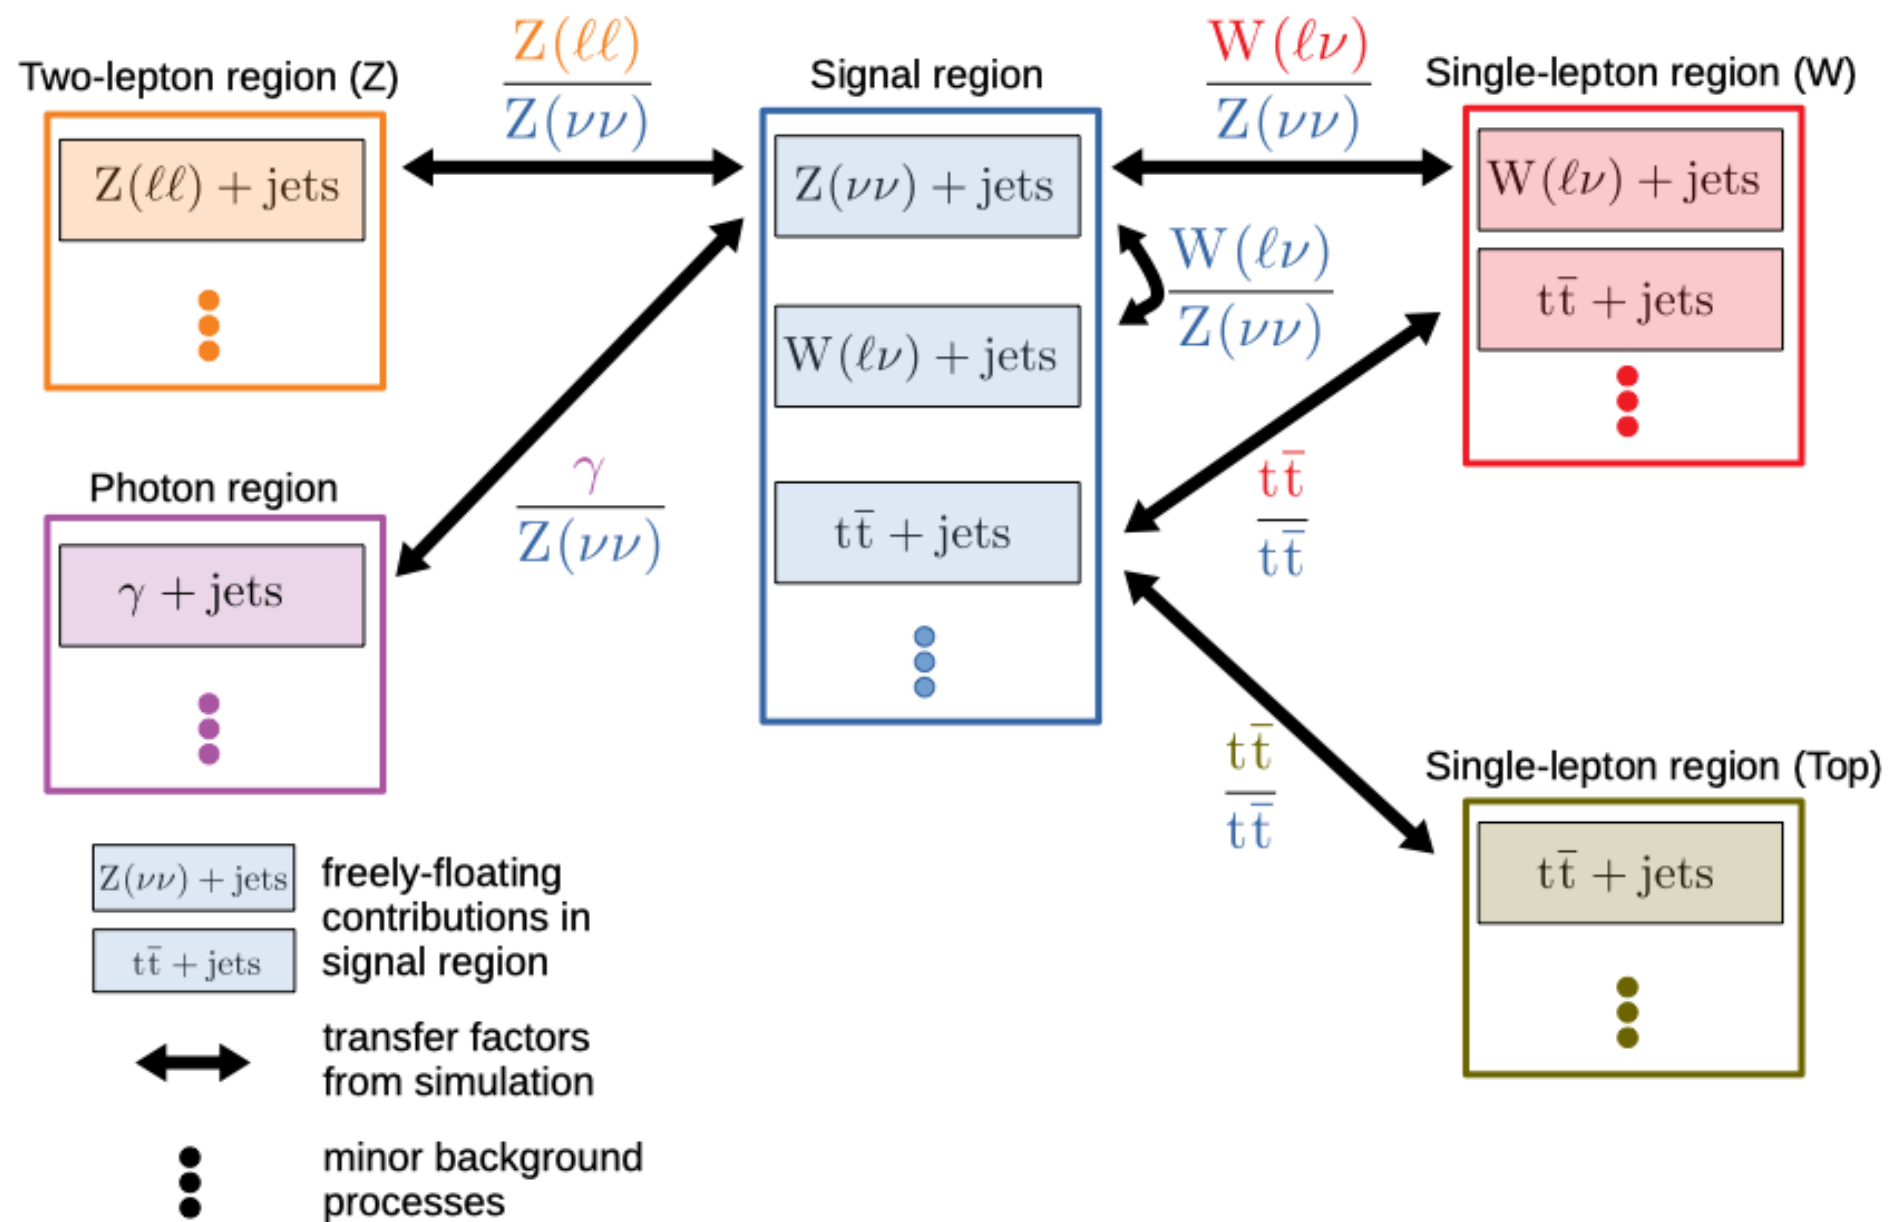 Two-lepton region (Z)
Z(ℓℓ) + jets
Z(ℓℓ)
Z(νν)
Signal region
Z(νν) + jets
W(ℓν) + jets
tt̄ + jets
W(ℓν)
Z(νν)
Single-lepton region (W)
W(ℓν) + jets
tt̄ + jets
W(ℓν)
Z(νν)
Photon region
γ + jets
γ
Z(νν)
tt̄
tt̄
tt̄
tt̄
Single-lepton region (Top)
tt̄ + jets
Z(νν) + jets
tt̄ + jets
freely-floating
contributions in
signal region
transfer factors
from simulation
minor background
processes